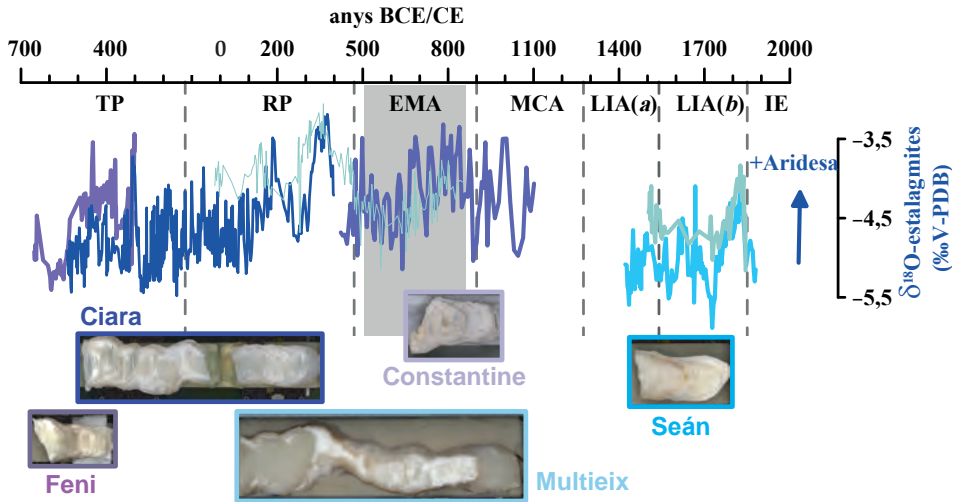 anys BCE/CE
700 400 0 200 500 800 1100 1400 1700 2000
TP RP EMA MCA LIA(a) LIA(b) IE
+Aridesa
–3,5
–4,5
–5,5
δ¹⁸O-estalagmites
(‰V-PDB)
Ciara
Constantine
Seán
Feni
Multieix